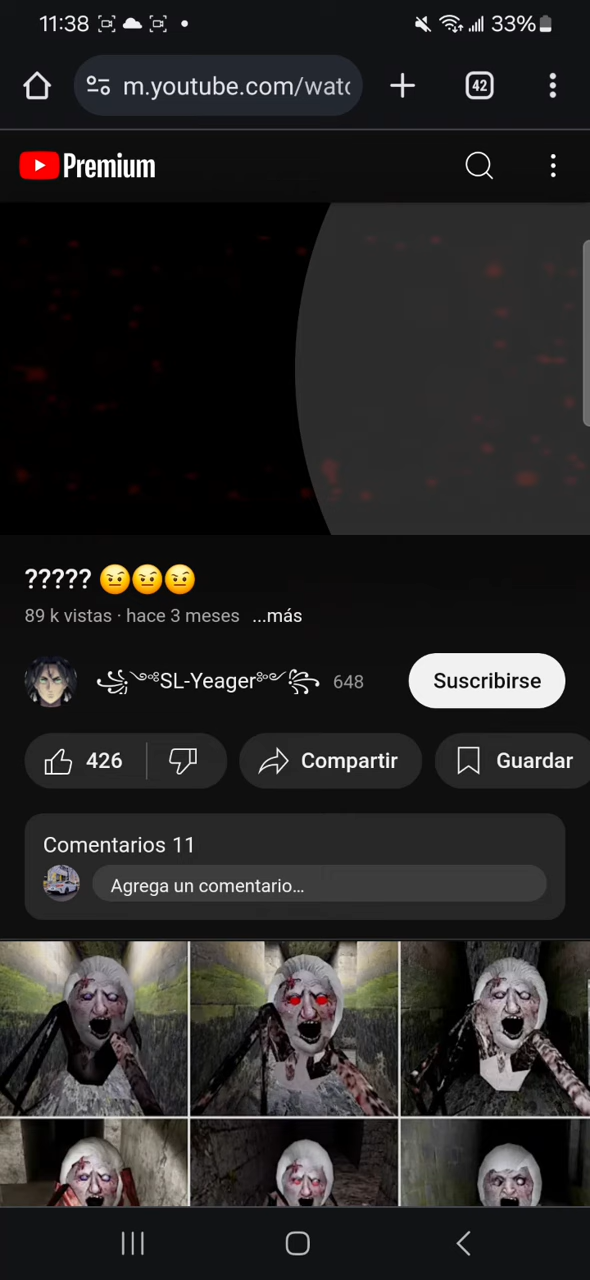 11:38 33%
m.youtube.com/watc 42
Premium
????? 🤨🤨🤨
89 k vistas · hace 3 meses ...más
꧁༺SL-Yeager༻꧂ 648
Suscribirse
426 Compartir Guardar
Comentarios 11
Agrega un comentario...